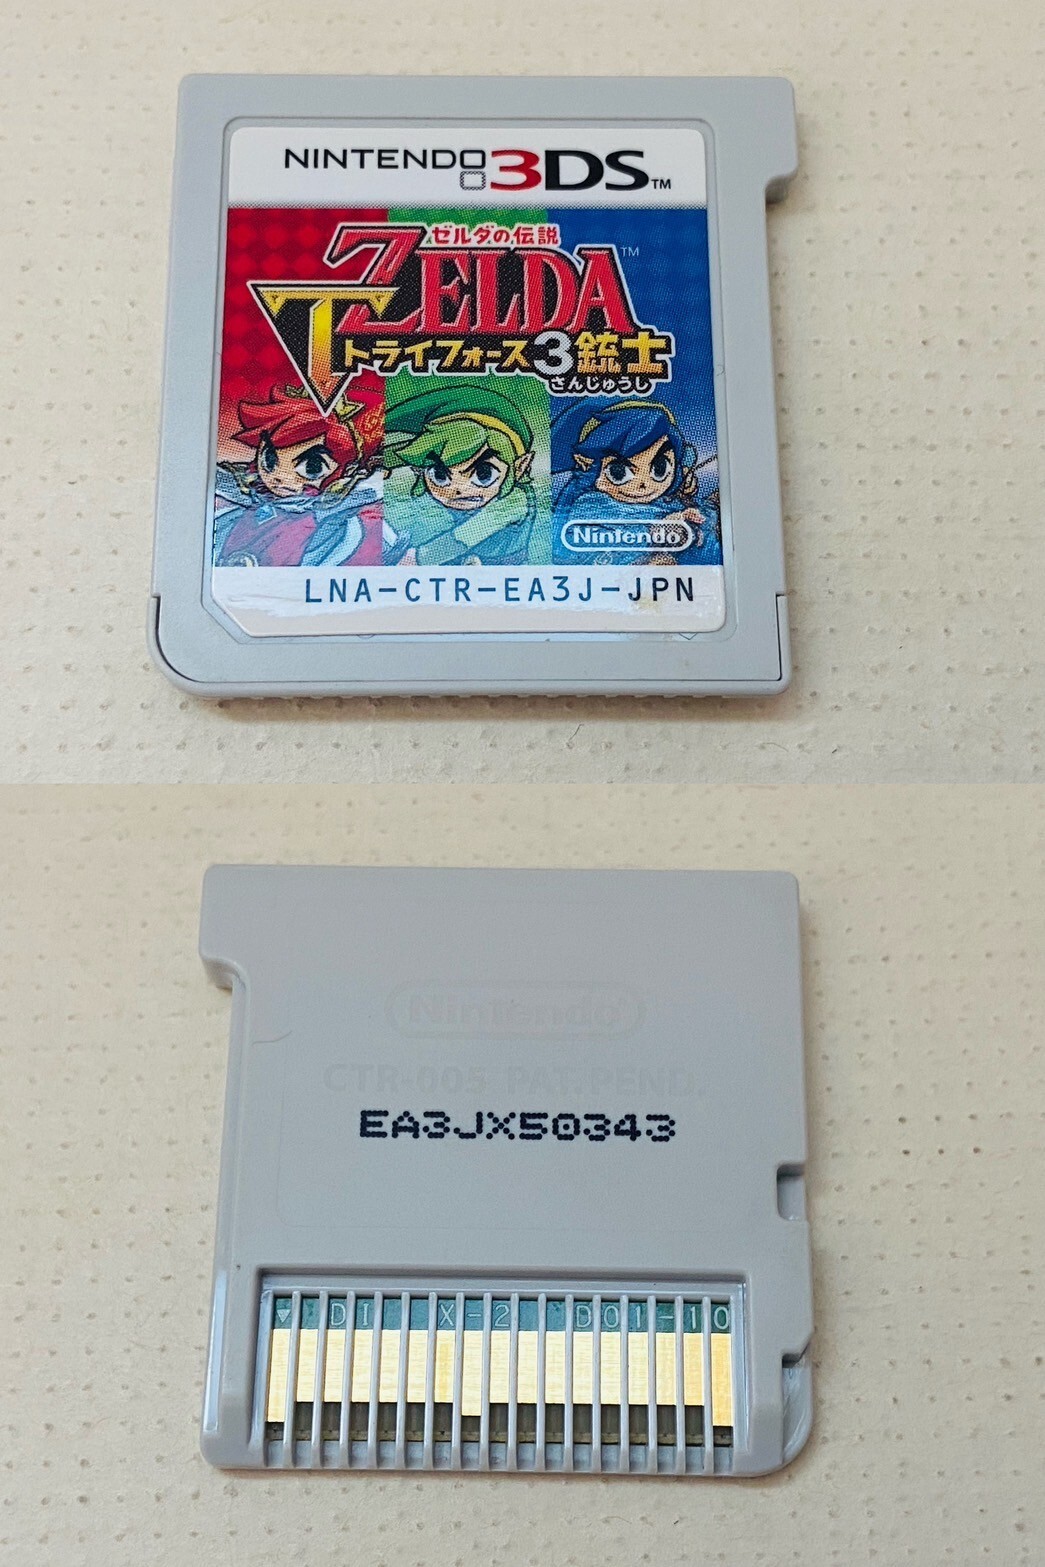 NINTENDO 3DS™
ゼルダの伝説
ZELDA™
トライフォース3銃士
さんじゅうし
Nintendo
LNA-CTR-EA3J-JPN
Nintendo
CTR-005 PAT.PEND.
EA3JX50343
DI X-2 D01-10